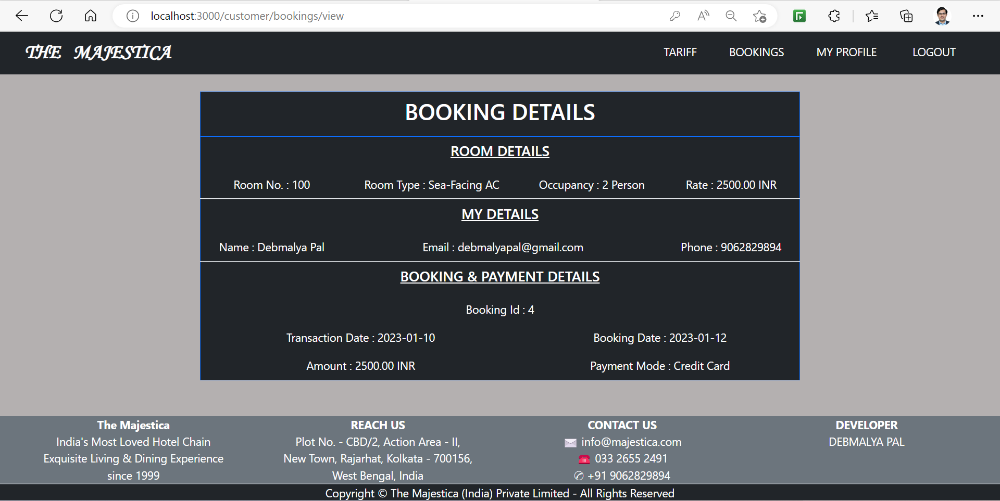 localhost:3000/customer/bookings/view
THE MAJESTICA
TARIFF BOOKINGS MY PROFILE LOGOUT
BOOKING DETAILS
ROOM DETAILS
Room No. : 100 Room Type : Sea-Facing AC Occupancy : 2 Person Rate : 2500.00 INR
MY DETAILS
Name : Debmalya Pal Email : debmalyapal@gmail.com Phone : 9062829894
BOOKING & PAYMENT DETAILS
Booking Id : 4
Transaction Date : 2023-01-10 Booking Date : 2023-01-12
Amount : 2500.00 INR Payment Mode : Credit Card
The Majestica
India's Most Loved Hotel Chain
Exquisite Living & Dining Experience
since 1999
REACH US
Plot No. - CBD/2, Action Area - II,
New Town, Rajarhat, Kolkata - 700156,
West Bengal, India
CONTACT US
info@majestica.com
033 2655 2491
✆ +91 9062829894
DEVELOPER
DEBMALYA PAL
Copyright © The Majestica (India) Private Limited - All Rights Reserved